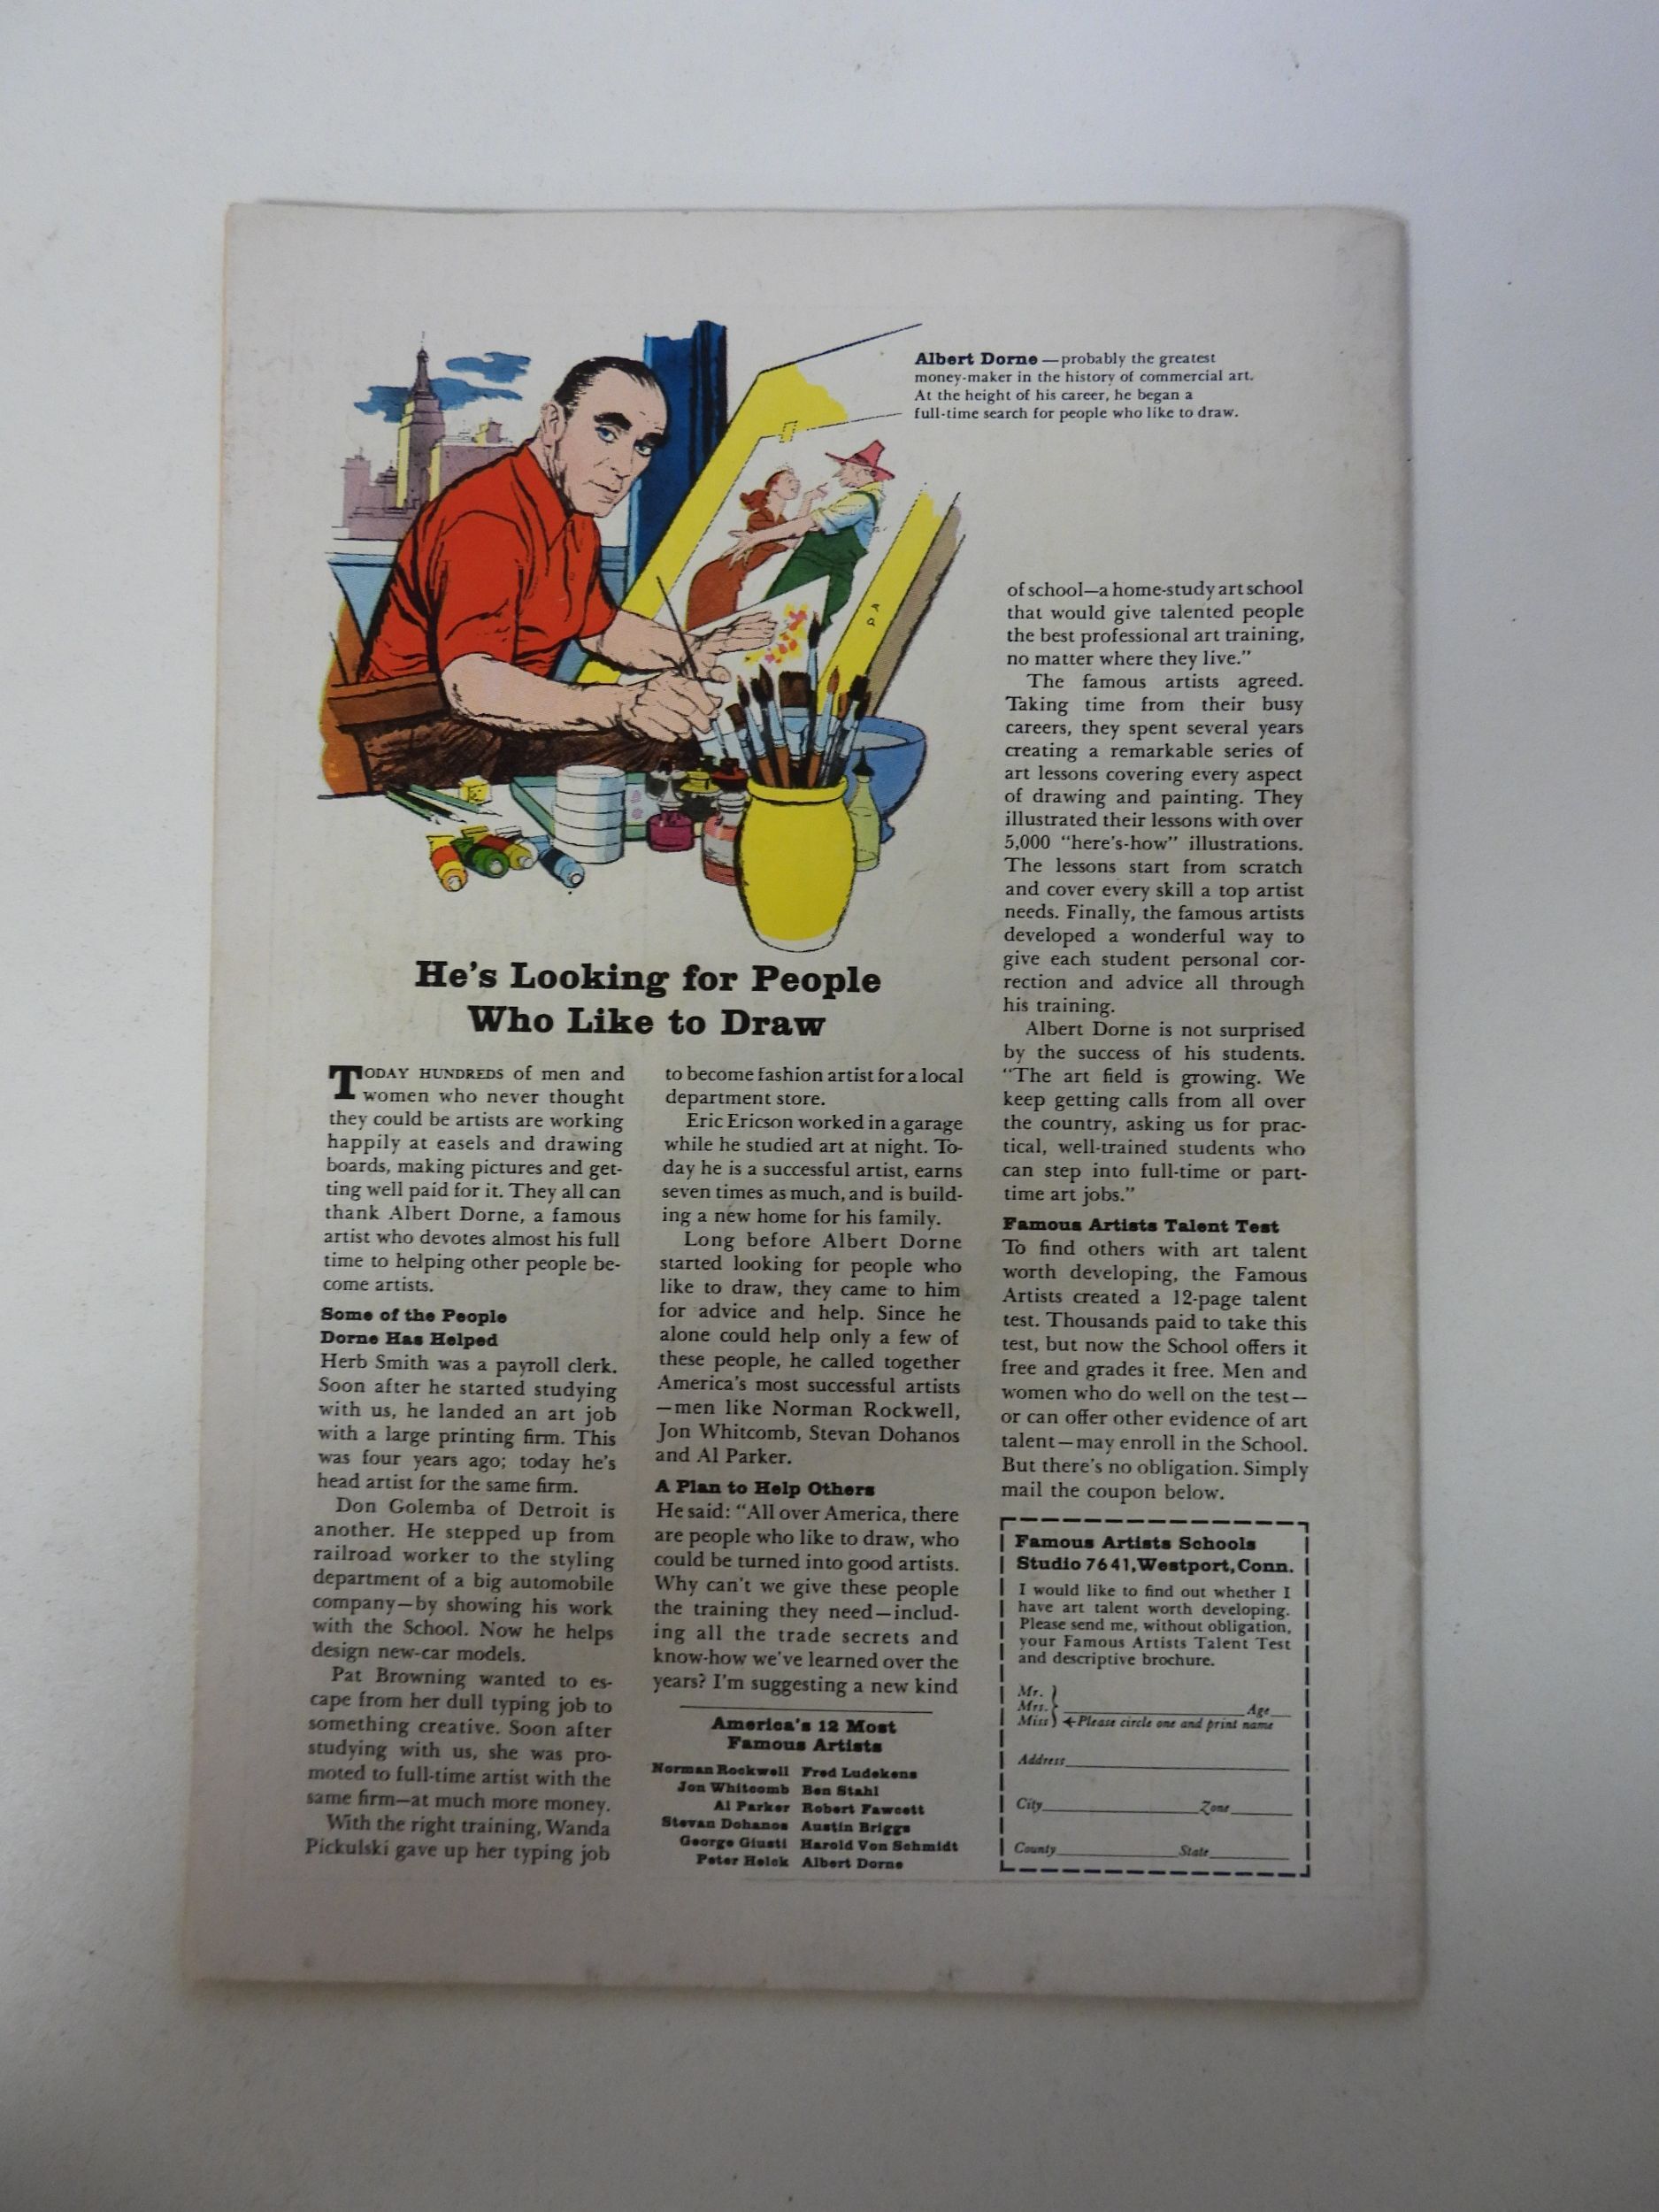 Albert Dorne — probably the greatest
money-maker in the history of commercial art.
At the height of his career, he began a
full-time search for people who like to draw.
He's Looking for People
Who Like to Draw
TODAY HUNDREDS of men and
women who never thought
they could be artists are working
happily at easels and drawing
boards, making pictures and get-
ting well paid for it. They all can
thank Albert Dorne, a famous
artist who devotes almost his full
time to helping other people be-
come artists.
Some of the People
Dorne Has Helped
Herb Smith was a payroll clerk.
Soon after he started studying
with us, he landed an art job
with a large printing firm. This
was four years ago; today he's
head artist for the same firm.
Don Golemba of Detroit is
another. He stepped up from
railroad worker to the styling
department of a big automobile
company—by showing his work
with the School. Now he helps
design new-car models.
Pat Browning wanted to es-
cape from her dull typing job to
something creative. Soon after
studying with us, she was pro-
moted to full-time artist with the
same firm—at much more money.
With the right training, Wanda
Pickulski gave up her typing job
to become fashion artist for a local
department store.
Eric Ericson worked in a garage
while he studied art at night. To-
day he is a successful artist, earns
seven times as much, and is build-
ing a new home for his family.
Long before Albert Dorne
started looking for people who
like to draw, they came to him
for advice and help. Since he
alone could help only a few of
these people, he called together
America's most successful artists
—men like Norman Rockwell,
Jon Whitcomb, Stevan Dohanos
and Al Parker.
A Plan to Help Others
He said: "All over America, there
are people who like to draw, who
could be turned into good artists.
Why can't we give these people
the training they need—includ-
ing all the trade secrets and
know-how we've learned over the
years? I'm suggesting a new kind
America's 12 Most
Famous Artists
Norman Rockwell Fred Ludekens
Jon Whitcomb Ben Stahl
Al Parker Robert Fawcett
Stevan Dohanos Austin Briggs
George Giusti Harold Von Schmidt
Peter Helck Albert Dorne
of school—a home-study art school
that would give talented people
the best professional art training,
no matter where they live."
The famous artists agreed.
Taking time from their busy
careers, they spent several years
creating a remarkable series of
art lessons covering every aspect
of drawing and painting. They
illustrated their lessons with over
5,000 "here's-how" illustrations.
The lessons start from scratch
and cover every skill a top artist
needs. Finally, the famous artists
developed a wonderful way to
give each student personal cor-
rection and advice all through
his training.
Albert Dorne is not surprised
by the success of his students.
"The art field is growing. We
keep getting calls from all over
the country, asking us for prac-
tical, well-trained students who
can step into full-time or part-
time art jobs."
Famous Artists Talent Test
To find others with art talent
worth developing, the Famous
Artists created a 12-page talent
test. Thousands paid to take this
test, but now the School offers it
free and grades it free. Men and
women who do well on the test—
or can offer other evidence of art
talent—may enroll in the School.
But there's no obligation. Simply
mail the coupon below.
Famous Artists Schools
Studio 7641, Westport, Conn.
I would like to find out whether I
have art talent worth developing.
Please send me, without obligation,
your Famous Artists Talent Test
and descriptive brochure.
Mr.
Mrs. Age
Miss Please circle one and print name
Address
City Zone
County State